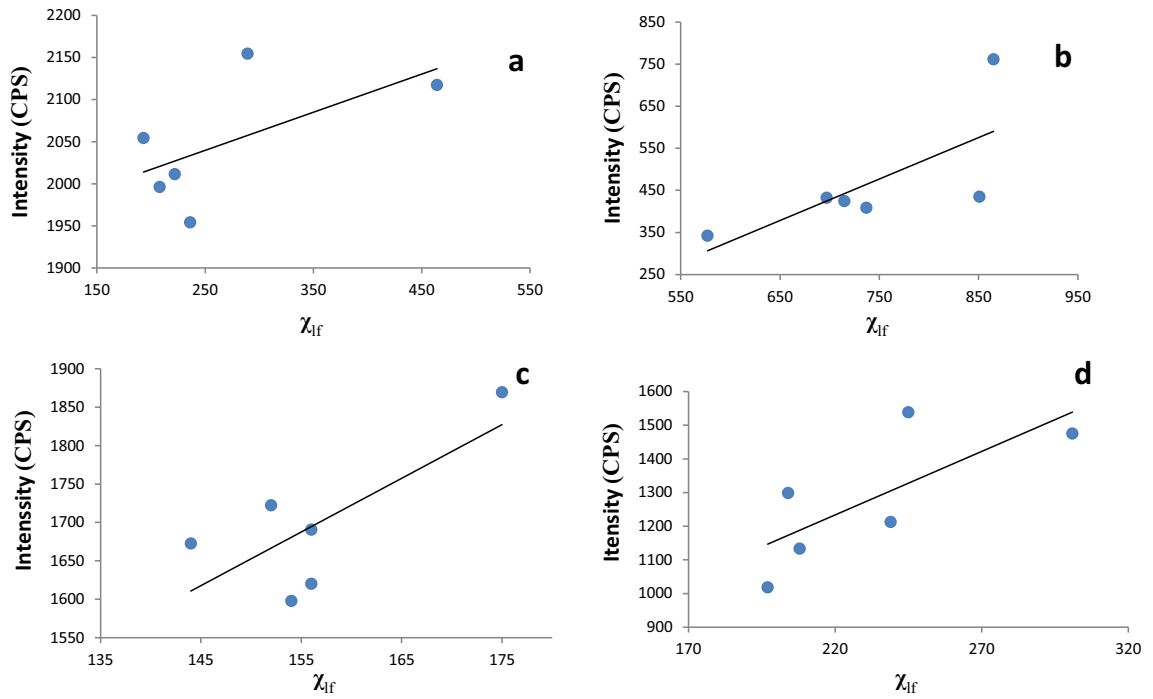 a
Intensity (CPS)
2200
2150
2100
2050
2000
1950
1900
150 250 350 450 550
χlf
b
Intensity (CPS)
750
650
550
450
350
250
550 650 750 850 950
χlf
c
Intenssity (CPS)
1900
1850
1800
1750
1700
1650
1600
1550
135 145 155 165 175
χlf
d
Itensity (CPS)
1600
1500
1400
1300
1200
1100
1000
900
170 220 270 320
χlf